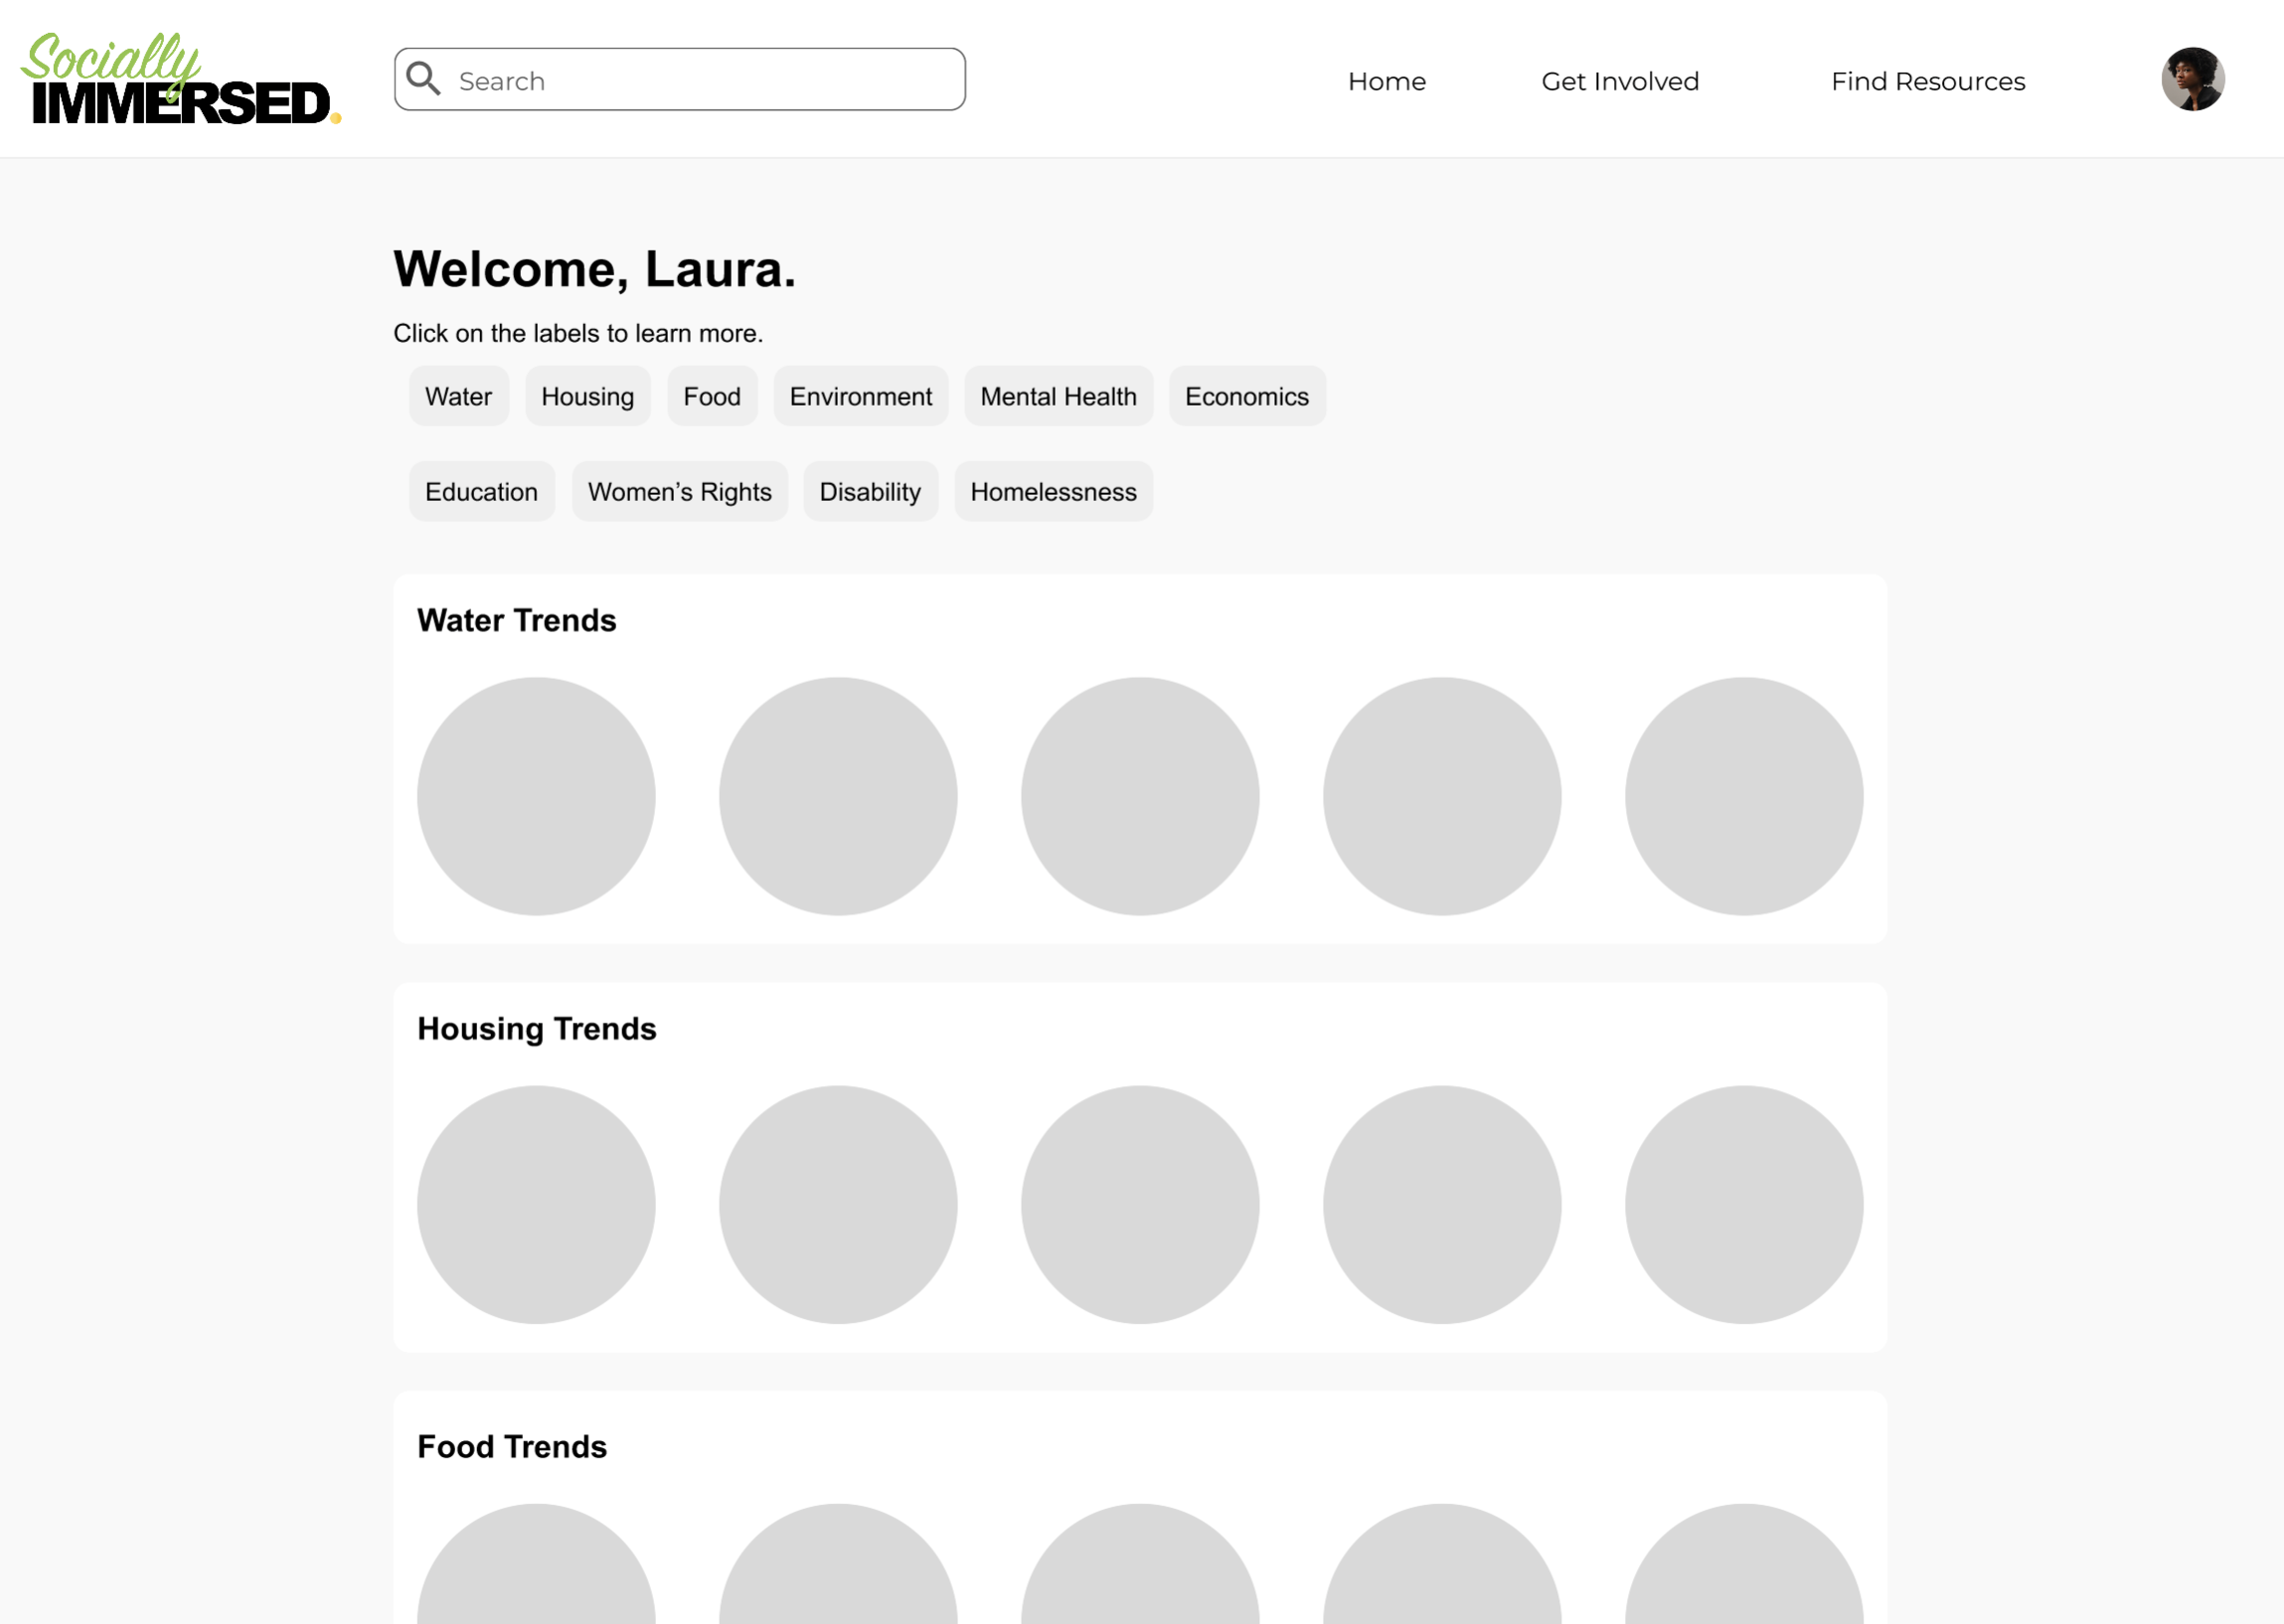 Socially
IMMERSED.
Search
Home
Get Involved
Find Resources
Welcome, Laura.
Click on the labels to learn more.
Water Housing Food Environment Mental Health Economics
Education Women’s Rights Disability Homelessness
Water Trends
Housing Trends
Food Trends